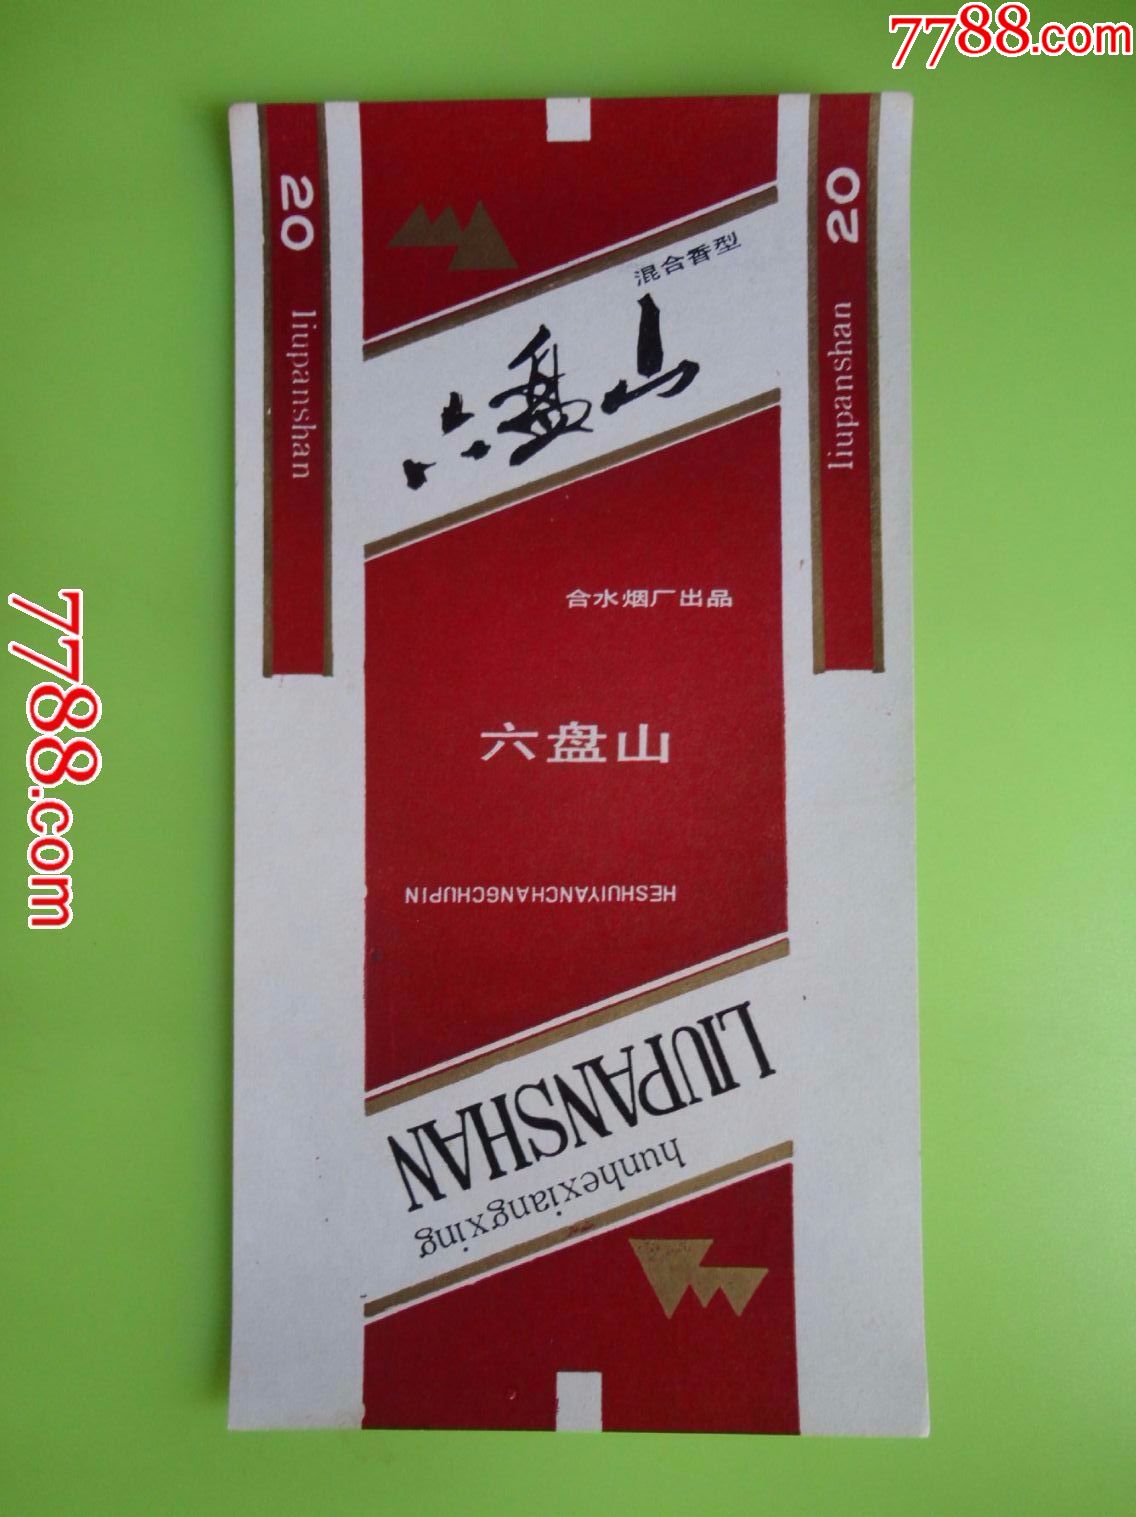 7788.com
20
liupanshan
20
liupanshan
混合香型
六盘山
合水烟厂出品
六盘山
HESHUIYANCHANGCHUPIN
LIUPANSHAN
hunhexiangxing
7788.com